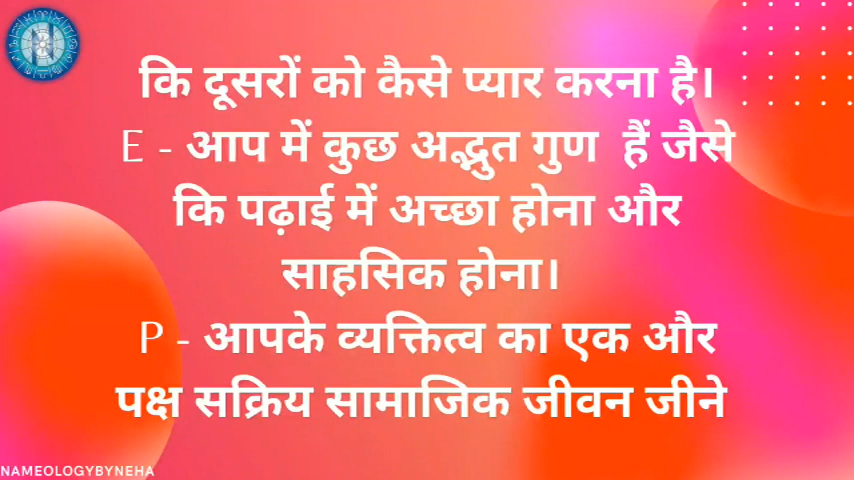 कि दूसरों को कैसे प्यार करना है।
E - आप में कुछ अद्भुत गुण हैं जैसे
कि पढ़ाई में अच्छा होना और
साहसिक होना।
P - आपके व्यक्तित्व का एक और
पक्ष सक्रिय सामाजिक जीवन जीने
NAMEOLOGYBYNEHA